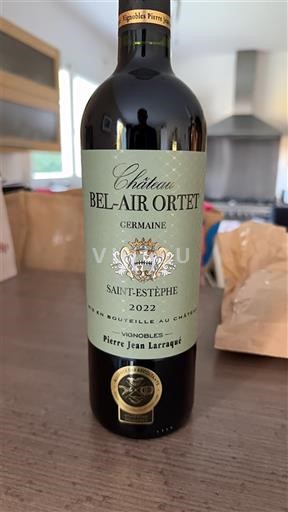 Vignobles Pierre Jean
Château
BEL-AIR ORTET
GERMAINE
SAINT-ESTÈPHE
2022
MIS EN BOUTEILLE AU CHÂTEAU
VIGNOBLES
Pierre Jean Larraqué